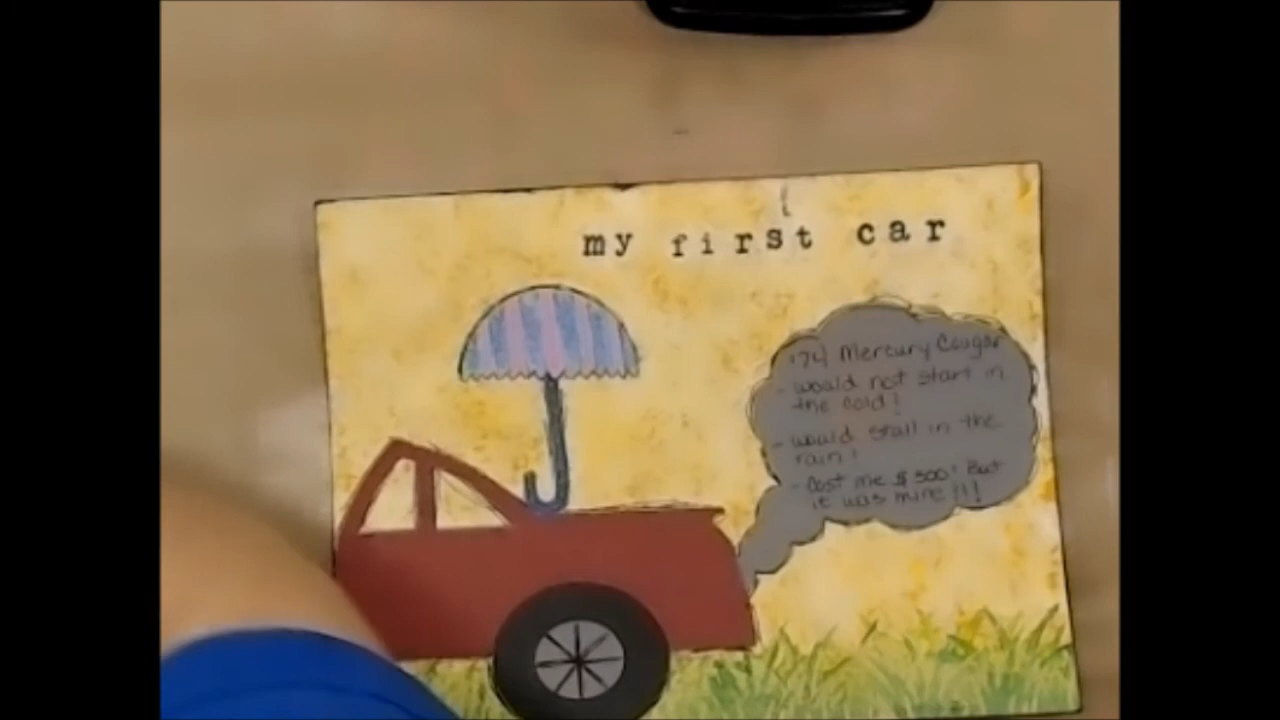 my first car
'74 Mercury Cougar
- would not start in
the cold!
- would stall in the
rain!
- Cost me $500! But
it was mine!!!